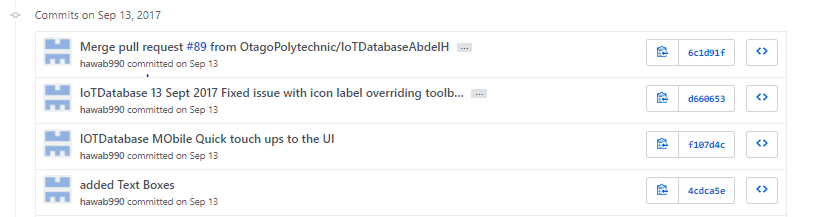 Commits on Sep 13, 2017
Merge pull request #89 from OtagoPolytechnic/IoTDatabaseAbdelH ...
hawab990 committed on Sep 13
6c1d91f
IoTDatabase 13 Sept 2017 Fixed issue with icon label overriding toolb... ...
hawab990 committed on Sep 13
d660653
IOTDatabase MObile Quick touch ups to the UI
hawab990 committed on Sep 13
f107d4c
added Text Boxes
hawab990 committed on Sep 13
4cdca5e